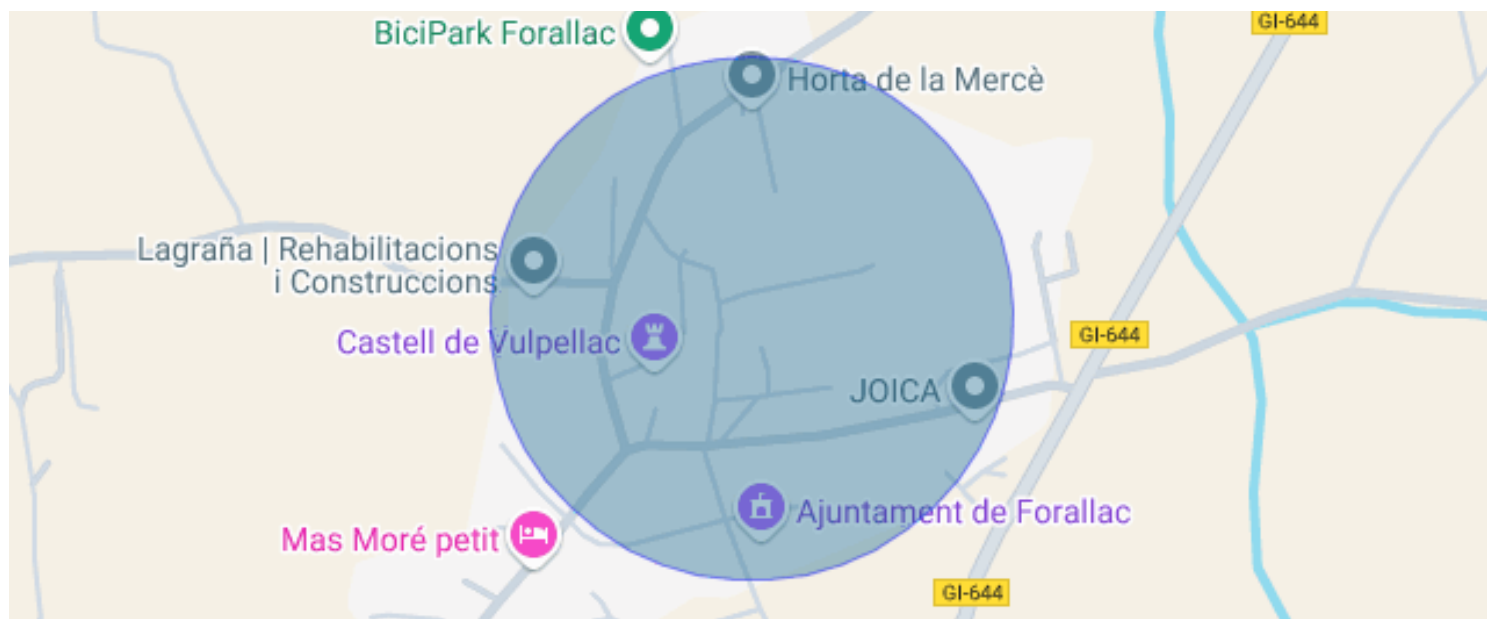 GI-644
BiciPark Forallac
Horta de la Mercè
Lagraña | Rehabilitacions
i Construccions
GI-644
Castell de Vulpellac
JOICA
Ajuntament de Forallac
Mas Moré petit
GI-644